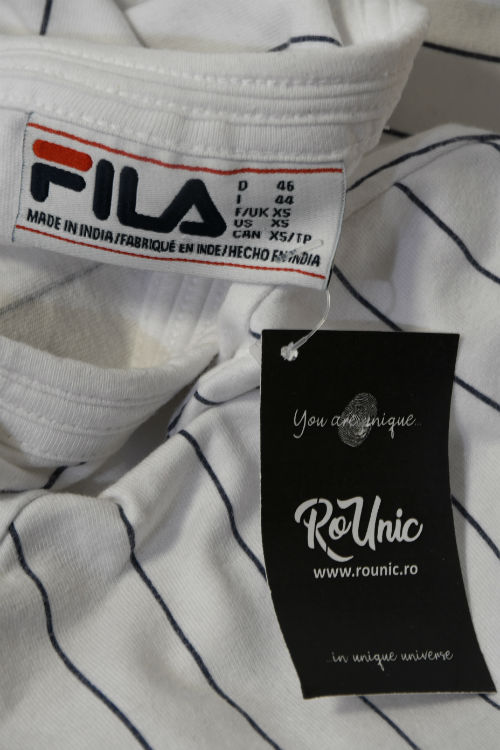 FILA
D 46
I 44
F/UK XS
US XS
CAN XS/TP
MADE IN INDIA/FABRIQUÉ EN INDE/HECHO EN INDIA
You are unique...
RoUnic
www.rounic.ro
...in unique universe